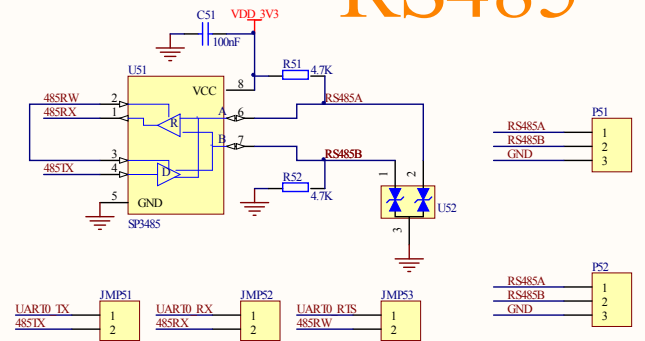 RS485
C51
VDD_3V3
100nF
R51
4.7K
U51
VCC
8
485RW
2
485RX
1
R
A
6
RS485A
B
7
RS485B
3
485TX
4
D
R52
4.7K
1
2
U52
3
5
GND
SP3485
P51
RS485A
1
RS485B
2
GND
3
P52
RS485A
1
RS485B
2
GND
3
JMP51
UART0_TX
1
485TX
2
JMP52
UART0_RX
1
485RX
2
JMP53
UART0_RTS
1
485RW
2